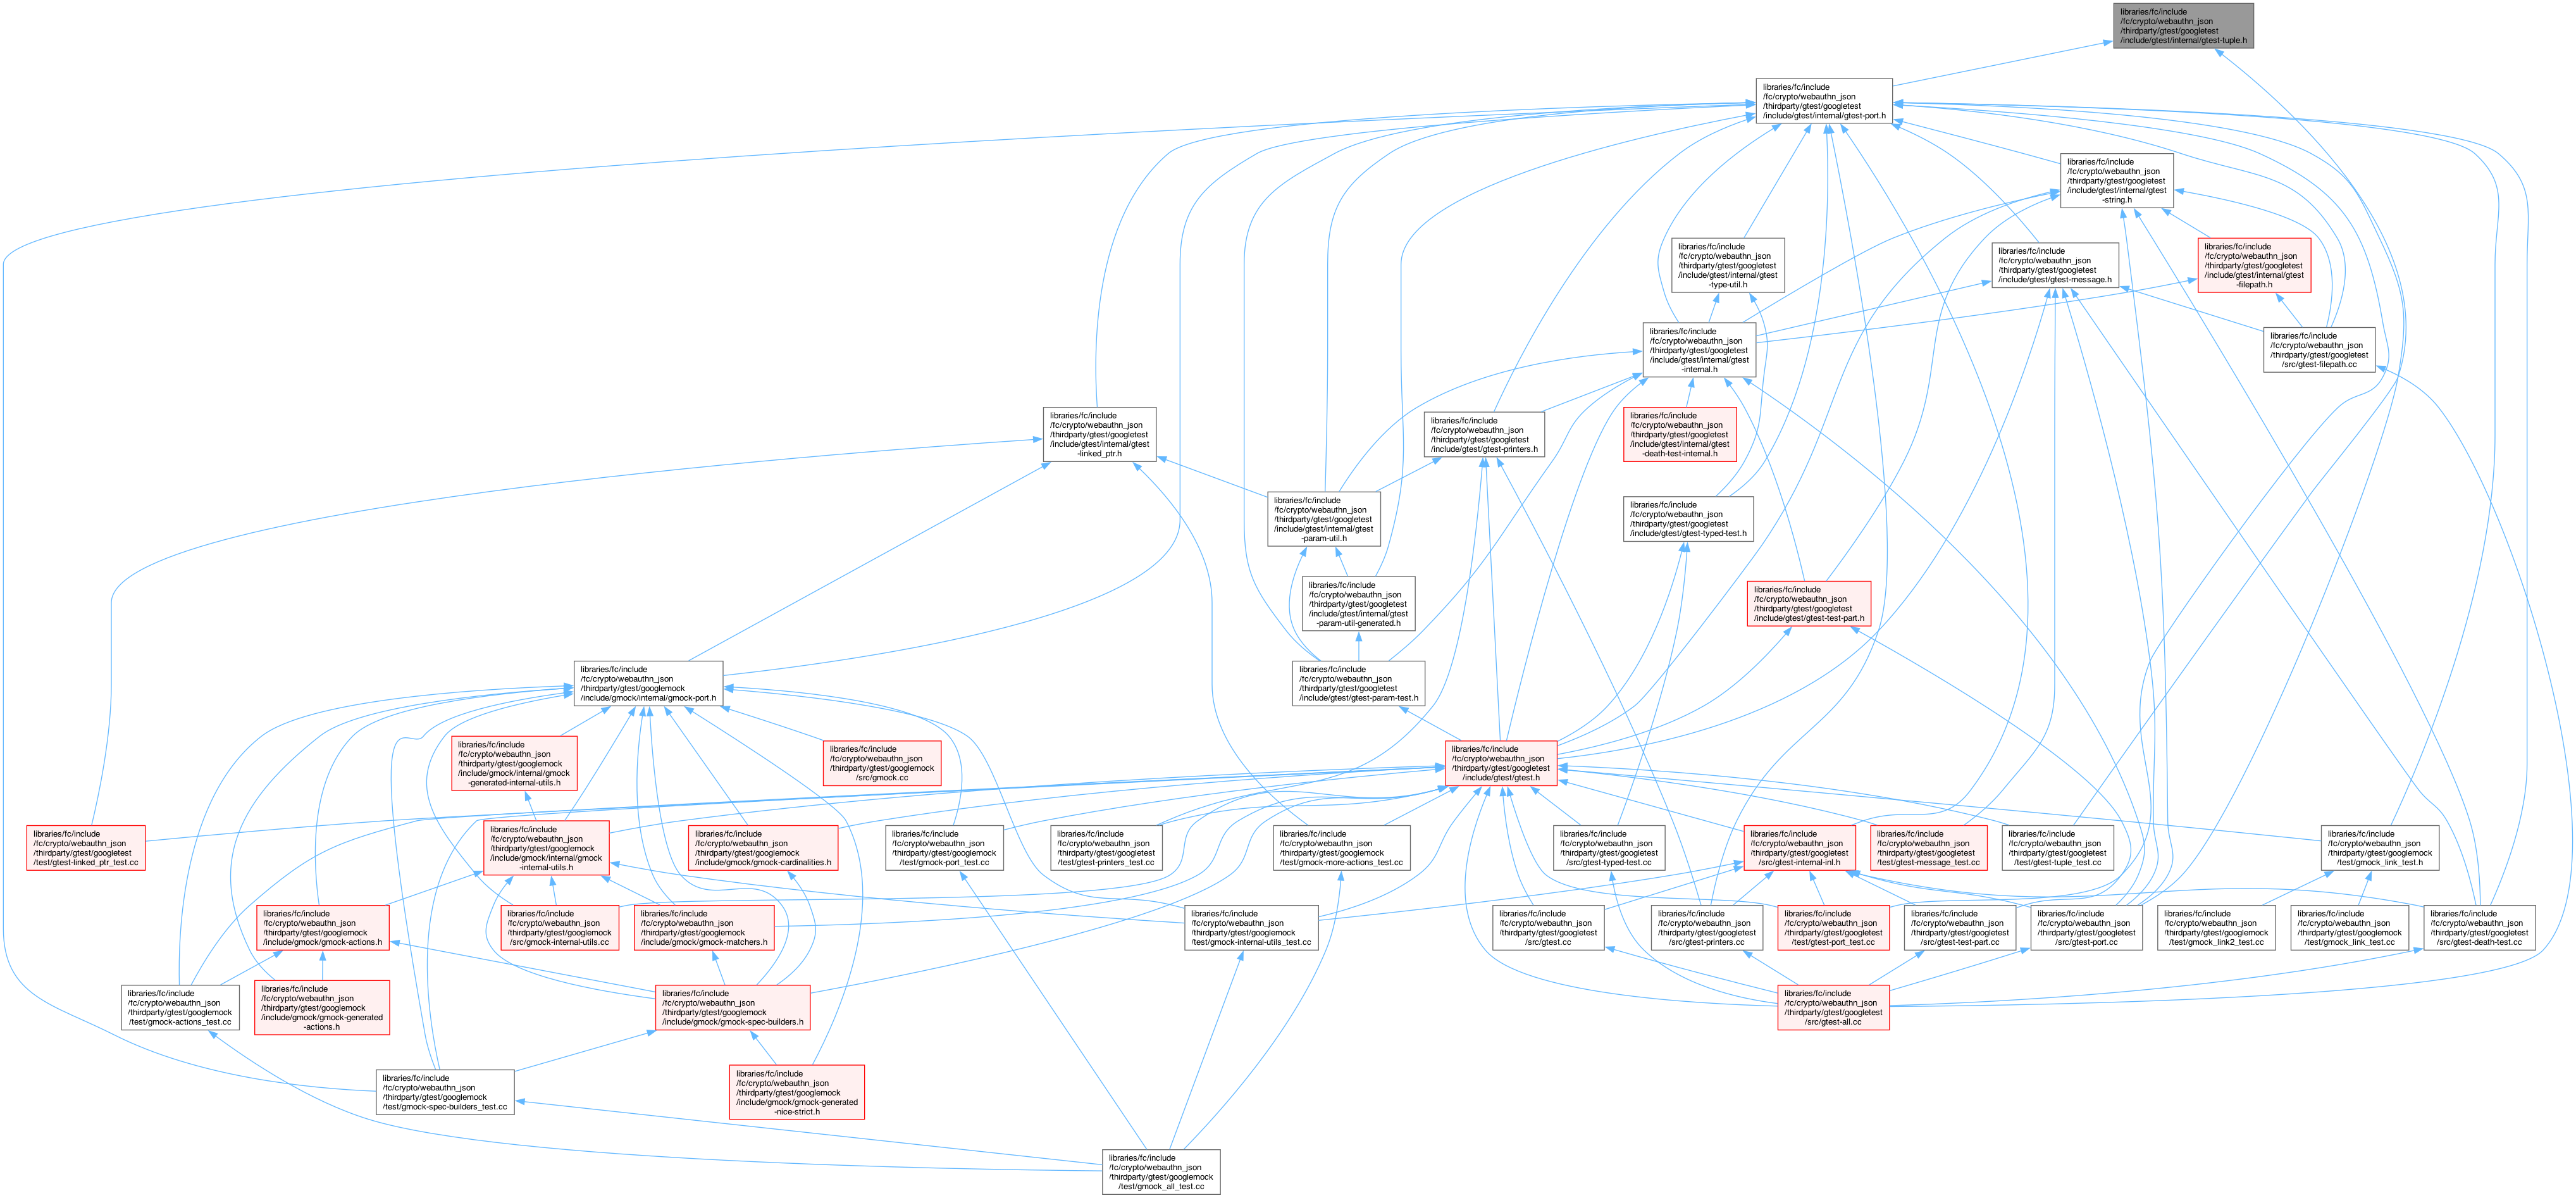 libraries/fc/include
/fc/crypto/webauthn_json
/thirdparty/gtest/googletest
/include/gtest/internal/gtest-tuple.h
libraries/fc/include
/fc/crypto/webauthn_json
/thirdparty/gtest/googletest
/include/gtest/internal/gtest-port.h
libraries/fc/include
/fc/crypto/webauthn_json
/thirdparty/gtest/googletest
/include/gtest/internal/gtest
-string.h
libraries/fc/include
/fc/crypto/webauthn_json
/thirdparty/gtest/googletest
/include/gtest/internal/gtest
-type-util.h
libraries/fc/include
/fc/crypto/webauthn_json
/thirdparty/gtest/googletest
/include/gtest/gtest-message.h
libraries/fc/include
/fc/crypto/webauthn_json
/thirdparty/gtest/googletest
/include/gtest/internal/gtest
-filepath.h
libraries/fc/include
/fc/crypto/webauthn_json
/thirdparty/gtest/googletest
/include/gtest/internal/gtest
-internal.h
libraries/fc/include
/fc/crypto/webauthn_json
/thirdparty/gtest/googletest
/src/gtest-filepath.cc
libraries/fc/include
/fc/crypto/webauthn_json
/thirdparty/gtest/googletest
/include/gtest/internal/gtest
-linked_ptr.h
libraries/fc/include
/fc/crypto/webauthn_json
/thirdparty/gtest/googletest
/include/gtest/gtest-printers.h
libraries/fc/include
/fc/crypto/webauthn_json
/thirdparty/gtest/googletest
/include/gtest/internal/gtest
-death-test-internal.h
libraries/fc/include
/fc/crypto/webauthn_json
/thirdparty/gtest/googletest
/include/gtest/internal/gtest
-param-util.h
libraries/fc/include
/fc/crypto/webauthn_json
/thirdparty/gtest/googletest
/include/gtest/gtest-typed-test.h
libraries/fc/include
/fc/crypto/webauthn_json
/thirdparty/gtest/googletest
/include/gtest/internal/gtest
-param-util-generated.h
libraries/fc/include
/fc/crypto/webauthn_json
/thirdparty/gtest/googletest
/include/gtest/gtest-test-part.h
libraries/fc/include
/fc/crypto/webauthn_json
/thirdparty/gtest/googlemock
/include/gmock/internal/gmock-port.h
libraries/fc/include
/fc/crypto/webauthn_json
/thirdparty/gtest/googletest
/include/gtest/gtest-param-test.h
libraries/fc/include
/fc/crypto/webauthn_json
/thirdparty/gtest/googlemock
/include/gmock/internal/gmock
-generated-internal-utils.h
libraries/fc/include
/fc/crypto/webauthn_json
/thirdparty/gtest/googlemock
/src/gmock.cc
libraries/fc/include
/fc/crypto/webauthn_json
/thirdparty/gtest/googletest
/include/gtest/gtest.h
libraries/fc/include
/fc/crypto/webauthn_json
/thirdparty/gtest/googletest
/test/gtest-linked_ptr_test.cc
libraries/fc/include
/fc/crypto/webauthn_json
/thirdparty/gtest/googlemock
/include/gmock/internal/gmock
-internal-utils.h
libraries/fc/include
/fc/crypto/webauthn_json
/thirdparty/gtest/googlemock
/include/gmock/gmock-cardinalities.h
libraries/fc/include
/fc/crypto/webauthn_json
/thirdparty/gtest/googlemock
/test/gmock-port_test.cc
libraries/fc/include
/fc/crypto/webauthn_json
/thirdparty/gtest/googletest
/test/gtest-printers_test.cc
libraries/fc/include
/fc/crypto/webauthn_json
/thirdparty/gtest/googlemock
/test/gmock-more-actions_test.cc
libraries/fc/include
/fc/crypto/webauthn_json
/thirdparty/gtest/googletest
/src/gtest-typed-test.cc
libraries/fc/include
/fc/crypto/webauthn_json
/thirdparty/gtest/googletest
/src/gtest-internal-inl.h
libraries/fc/include
/fc/crypto/webauthn_json
/thirdparty/gtest/googletest
/test/gtest-message_test.cc
libraries/fc/include
/fc/crypto/webauthn_json
/thirdparty/gtest/googletest
/test/gtest-tuple_test.cc
libraries/fc/include
/fc/crypto/webauthn_json
/thirdparty/gtest/googlemock
/test/gmock_link_test.h
libraries/fc/include
/fc/crypto/webauthn_json
/thirdparty/gtest/googlemock
/include/gmock/gmock-actions.h
libraries/fc/include
/fc/crypto/webauthn_json
/thirdparty/gtest/googlemock
/src/gmock-internal-utils.cc
libraries/fc/include
/fc/crypto/webauthn_json
/thirdparty/gtest/googlemock
/include/gmock/gmock-matchers.h
libraries/fc/include
/fc/crypto/webauthn_json
/thirdparty/gtest/googlemock
/test/gmock-internal-utils_test.cc
libraries/fc/include
/fc/crypto/webauthn_json
/thirdparty/gtest/googletest
/src/gtest.cc
libraries/fc/include
/fc/crypto/webauthn_json
/thirdparty/gtest/googletest
/src/gtest-printers.cc
libraries/fc/include
/fc/crypto/webauthn_json
/thirdparty/gtest/googletest
/test/gtest-port_test.cc
libraries/fc/include
/fc/crypto/webauthn_json
/thirdparty/gtest/googletest
/src/gtest-test-part.cc
libraries/fc/include
/fc/crypto/webauthn_json
/thirdparty/gtest/googletest
/src/gtest-port.cc
libraries/fc/include
/fc/crypto/webauthn_json
/thirdparty/gtest/googlemock
/test/gmock_link2_test.cc
libraries/fc/include
/fc/crypto/webauthn_json
/thirdparty/gtest/googlemock
/test/gmock_link_test.cc
libraries/fc/include
/fc/crypto/webauthn_json
/thirdparty/gtest/googletest
/src/gtest-death-test.cc
libraries/fc/include
/fc/crypto/webauthn_json
/thirdparty/gtest/googlemock
/test/gmock-actions_test.cc
libraries/fc/include
/fc/crypto/webauthn_json
/thirdparty/gtest/googlemock
/include/gmock/gmock-generated
-actions.h
libraries/fc/include
/fc/crypto/webauthn_json
/thirdparty/gtest/googlemock
/include/gmock/gmock-spec-builders.h
libraries/fc/include
/fc/crypto/webauthn_json
/thirdparty/gtest/googletest
/src/gtest-all.cc
libraries/fc/include
/fc/crypto/webauthn_json
/thirdparty/gtest/googlemock
/test/gmock-spec-builders_test.cc
libraries/fc/include
/fc/crypto/webauthn_json
/thirdparty/gtest/googlemock
/include/gmock/gmock-generated
-nice-strict.h
libraries/fc/include
/fc/crypto/webauthn_json
/thirdparty/gtest/googlemock
/test/gmock_all_test.cc